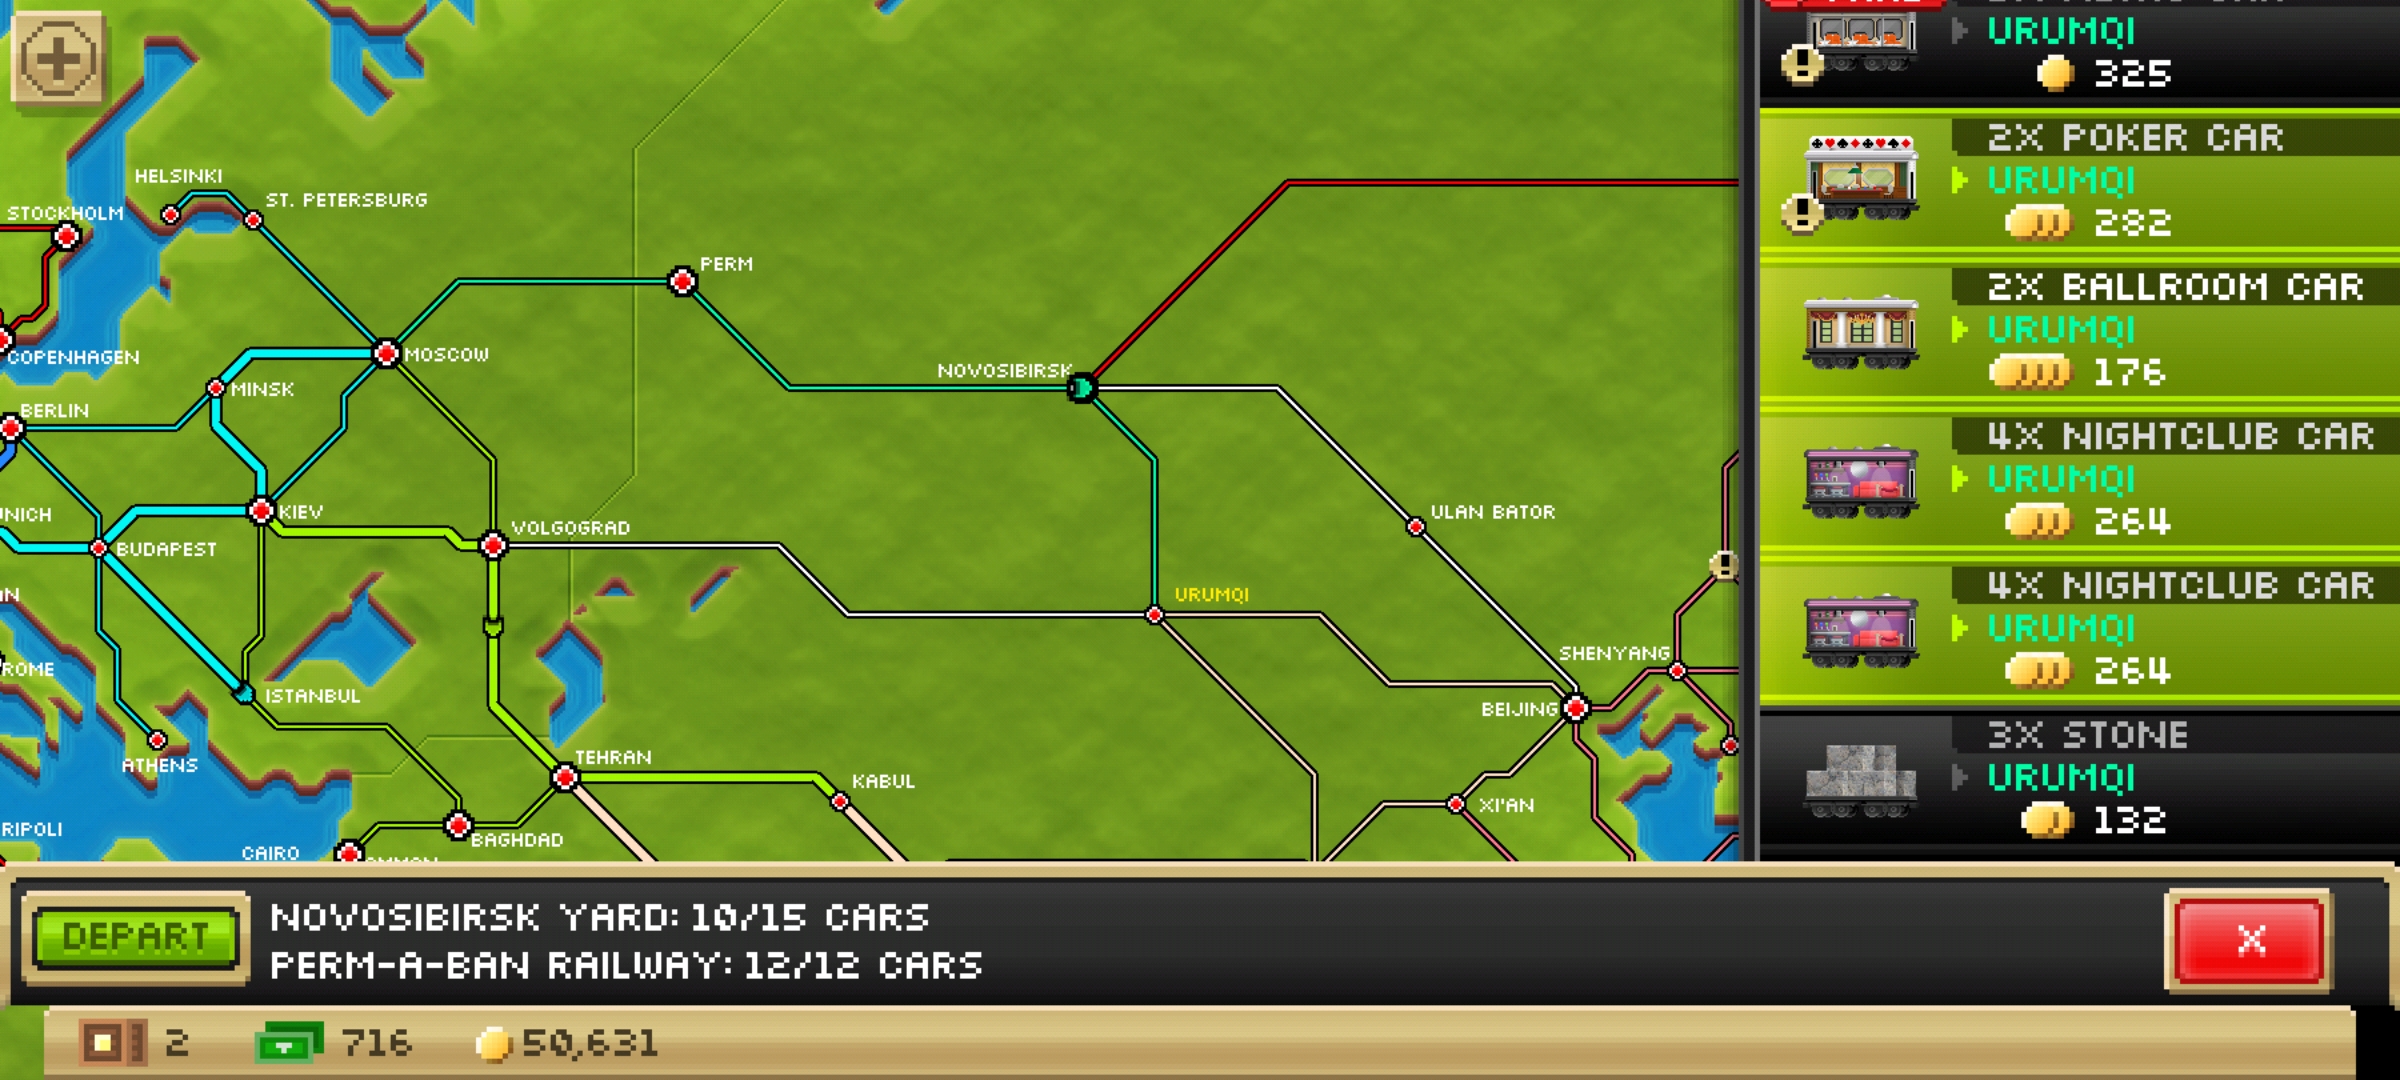 HELSINKI
ST. PETERSBURG
STOCKHOLM
PERM
COPENHAGEN
MOSCOW
MINSK
NOVOSIBIRSK
BERLIN
KIEV
ULAN BATOR
VOLGOGRAD
BUDAPEST
URUMQI
ROME
SHENYANG
ISTANBUL
BEIJING
ATHENS
TEHRAN
KABUL
XI'AN
RIPOLI
BAGHDAD
CAIRO
URUMQI
325
2X POKER CAR
URUMQI
282
2X BALLROOM CAR
URUMQI
176
4X NIGHTCLUB CAR
URUMQI
264
4X NIGHTCLUB CAR
URUMQI
264
3X STONE
URUMQI
132
DEPART
NOVOSIBIRSK YARD: 10/15 CARS
PERM-A-BAN RAILWAY: 12/12 CARS
X
2
716
50,631